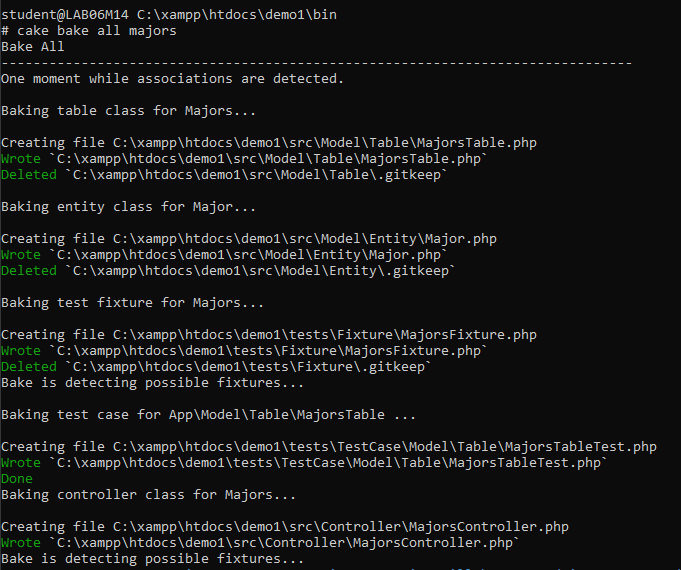 student@LAB06M14 C:\xampp\htdocs\demo1\bin
# cake bake all majors
Bake All
-------------------------------------------------------------------------------
One moment while associations are detected.
Baking table class for Majors...
Creating file C:\xampp\htdocs\demo1\src\Model\Table\MajorsTable.php
Wrote `C:\xampp\htdocs\demo1\src\Model\Table\MajorsTable.php`
Deleted `C:\xampp\htdocs\demo1\src\Model\Table\.gitkeep`
Baking entity class for Major...
Creating file C:\xampp\htdocs\demo1\src\Model\Entity\Major.php
Wrote `C:\xampp\htdocs\demo1\src\Model\Entity\Major.php`
Deleted `C:\xampp\htdocs\demo1\src\Model\Entity\.gitkeep`
Baking test fixture for Majors...
Creating file C:\xampp\htdocs\demo1\tests\Fixture\MajorsFixture.php
Wrote `C:\xampp\htdocs\demo1\tests\Fixture\MajorsFixture.php`
Deleted `C:\xampp\htdocs\demo1\tests\Fixture\.gitkeep`
Bake is detecting possible fixtures...
Baking test case for App\Model\Table\MajorsTable ...
Creating file C:\xampp\htdocs\demo1\tests\TestCase\Model\Table\MajorsTableTest.php
Wrote `C:\xampp\htdocs\demo1\tests\TestCase\Model\Table\MajorsTableTest.php`
Done
Baking controller class for Majors...
Creating file C:\xampp\htdocs\demo1\src\Controller\MajorsController.php
Wrote `C:\xampp\htdocs\demo1\src\Controller\MajorsController.php`
Bake is detecting possible fixtures...